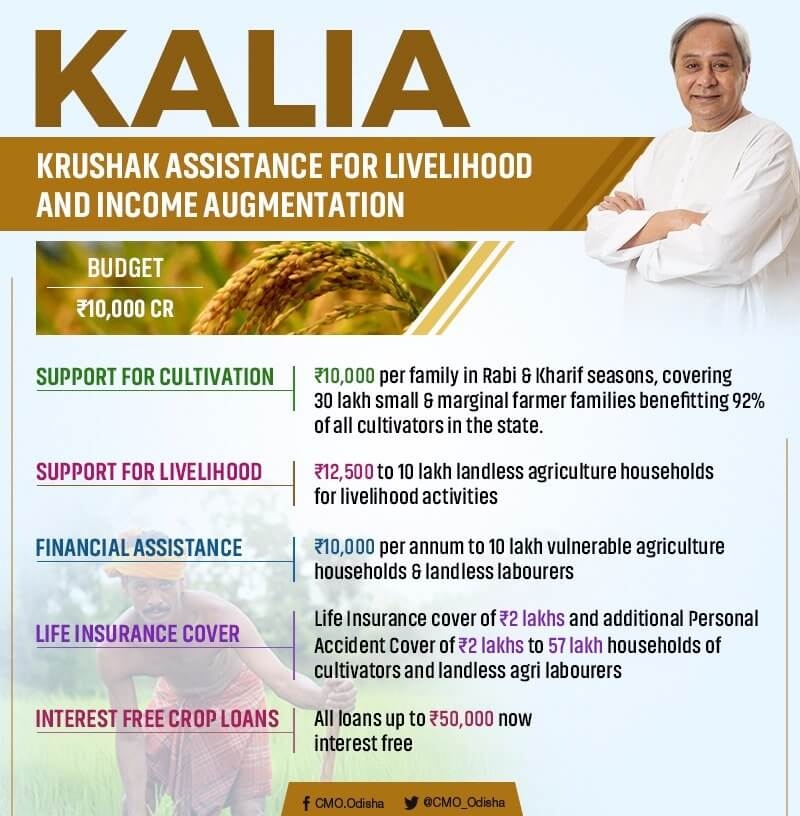 KALIA
KRUSHAK ASSISTANCE FOR LIVELIHOOD
AND INCOME AUGMENTATION
BUDGET
₹10,000 CR
SUPPORT FOR CULTIVATION
₹10,000 per family in Rabi & Kharif seasons, covering
30 lakh small & marginal farmer families benefitting 92%
of all cultivators in the state.
SUPPORT FOR LIVELIHOOD
₹12,500 to 10 lakh landless agriculture households
for livelihood activities
FINANCIAL ASSISTANCE
₹10,000 per annum to 10 lakh vulnerable agriculture
households & landless labourers
LIFE INSURANCE COVER
Life Insurance cover of ₹2 lakhs and additional Personal
Accident Cover of ₹2 lakhs to 57 lakh households of
cultivators and landless agri labourers
INTEREST FREE CROP LOANS
All loans up to ₹50,000 now
interest free
CMO.Odisha @CMO_Odisha